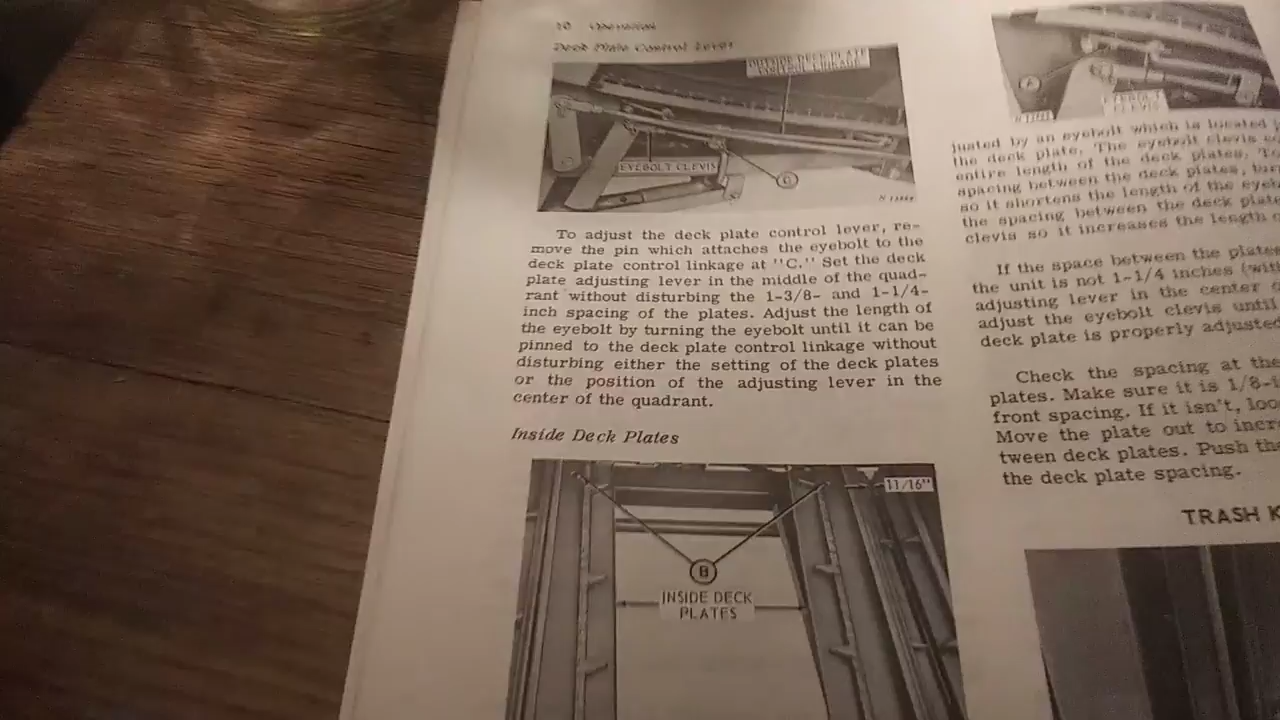 10 Operation
Deck Plate Control Lever
OUTSIDE DECK PLATE
CONTROL LINKAGE
EYEBOLT CLEVIS
C
To adjust the deck plate control lever, re-
move the pin which attaches the eyebolt to the
deck plate control linkage at "C." Set the deck
plate adjusting lever in the middle of the quad-
rant without disturbing the 1-3/8- and 1-1/4-
inch spacing of the plates. Adjust the length of
the eyebolt by turning the eyebolt until it can be
pinned to the deck plate control linkage without
disturbing either the setting of the deck plates
or the position of the adjusting lever in the
center of the quadrant.
Inside Deck Plates
11/16"
B
INSIDE DECK
PLATES
A
EYEBOLT
CLEVIS
justed by an eyebolt which is located
the deck plate. The eyebolt clevis
entire length of the deck plates. To
spacing between the deck plates,
so it shortens the length of the
the spacing between the deck
clevis so it increases the length
If the space between the plates
the unit is not 1-1/4 inches
adjusting lever in the center
adjust the eyebolt clevis until
deck plate is properly adjusted
Check the spacing at the
plates. Make sure it is
front spacing. If it isn't,
Move the plate out to
tween deck plates. Push
the deck plate spacing.
TRASH